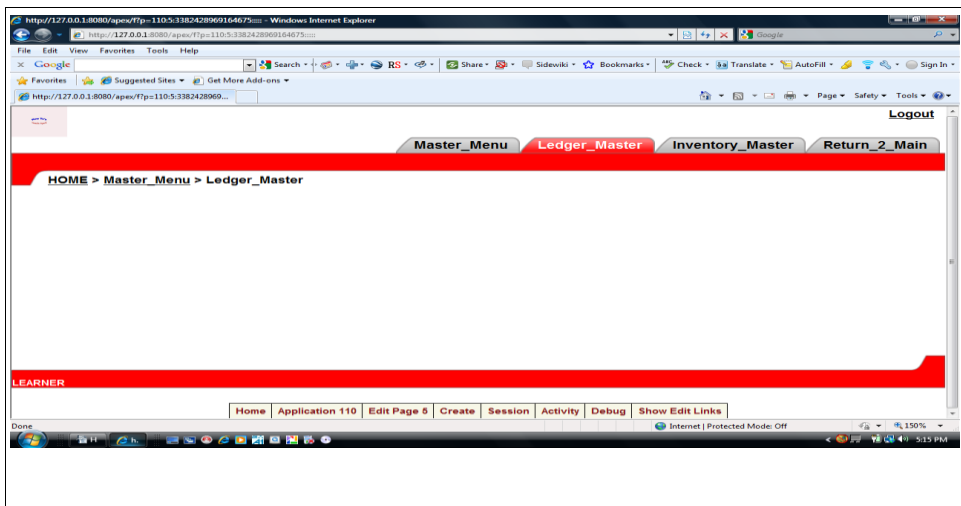 http://127.0.0.1:8080/apex/f?p=110:5:3382428969164675::::: - Windows Internet Explorer
http://127.0.0.1:8080/apex/f?p=110:5:3382428969164675::::: Google
File Edit View Favorites Tools Help
x Google Search RS Share Sidewiki Bookmarks Check Translate AutoFill Sign In
Favorites Suggested Sites Get More Add-ons
http://127.0.0.1:8080/apex/f?p=110:5:3382428969... Page Safety Tools
Logout
Master_Menu Ledger_Master Inventory_Master Return_2_Main
HOME > Master_Menu > Ledger_Master
LEARNER
Home Application 110 Edit Page 5 Create Session Activity Debug Show Edit Links
Done Internet | Protected Mode: Off 150%
H h. 5:15 PM